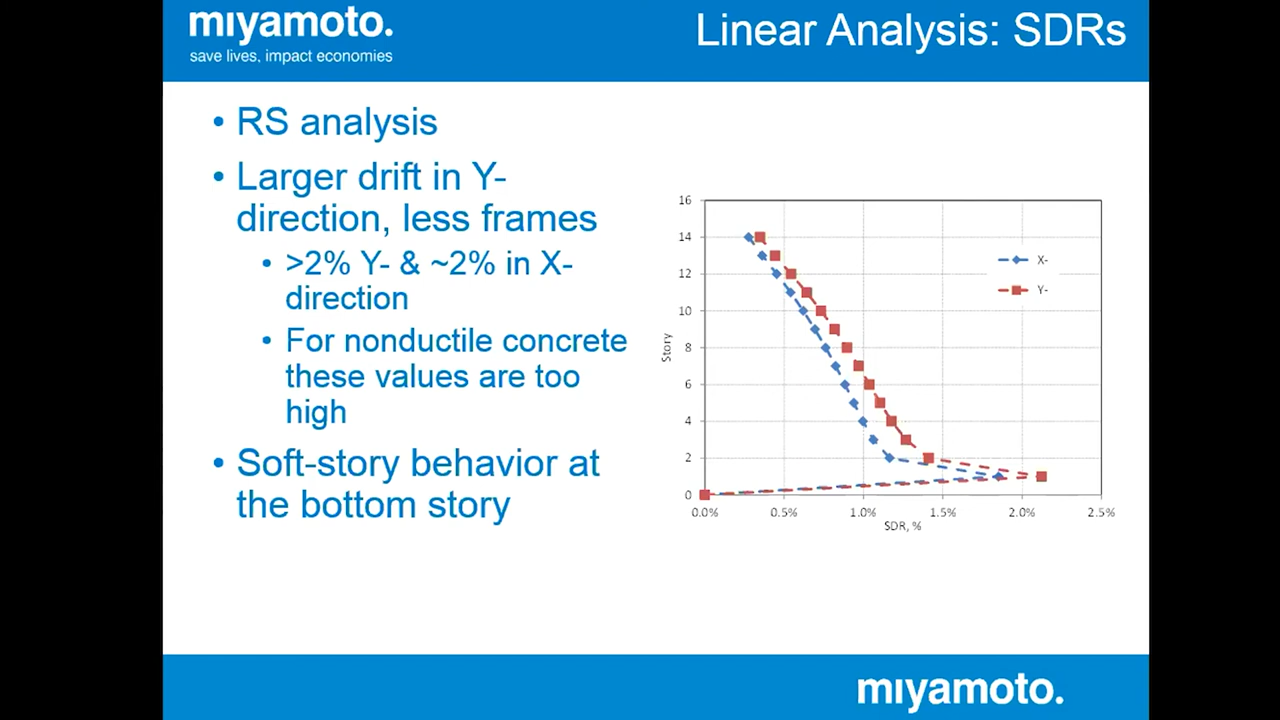 miyamoto.
save lives, impact economies
Linear Analysis: SDRs
• RS analysis
• Larger drift in Y-
direction, less frames
• >2% Y- & ~2% in X-
direction
• For nonductile concrete
these values are too
high
• Soft-story behavior at
the bottom story
16
14
12
10
8
6
4
2
0
Story
X-
Y-
0.0% 0.5% 1.0% 1.5% 2.0% 2.5%
SDR, %
miyamoto.